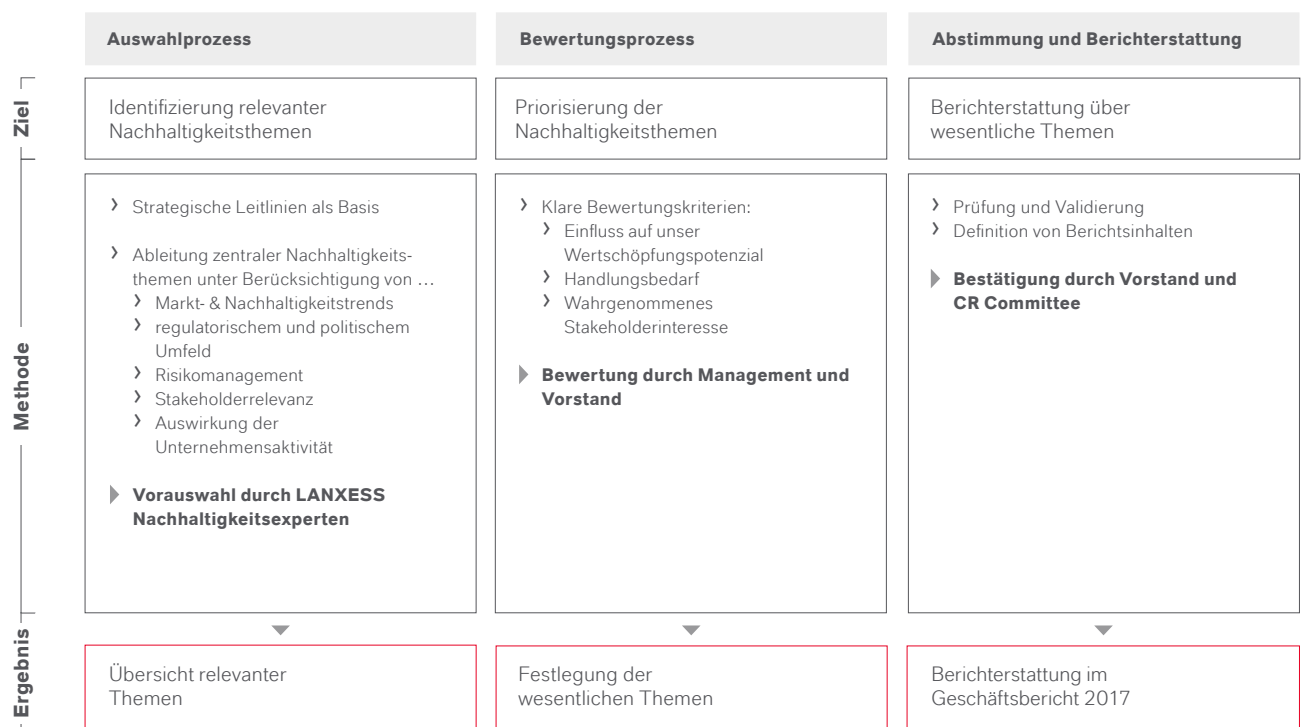 Auswahlprozess
Bewertungsprozess
Abstimmung und Berichterstattung
Ziel
Identifizierung relevanter
Nachhaltigkeitsthemen
Priorisierung der
Nachhaltigkeitsthemen
Berichterstattung über
wesentliche Themen
Methode
› Strategische Leitlinien als Basis
› Ableitung zentraler Nachhaltigkeits-
themen unter Berücksichtigung von …
› Markt- & Nachhaltigkeitstrends
› regulatorischem und politischem
Umfeld
› Risikomanagement
› Stakeholderrelevanz
› Auswirkung der
Unternehmensaktivität
Vorauswahl durch LANXESS
Nachhaltigkeitsexperten
› Klare Bewertungskriterien:
› Einfluss auf unser
Wertschöpfungspotenzial
› Handlungsbedarf
› Wahrgenommenes
Stakeholderinteresse
Bewertung durch Management und
Vorstand
› Prüfung und Validierung
› Definition von Berichtsinhalten
Bestätigung durch Vorstand und
CR Committee
Ergebnis
Übersicht relevanter
Themen
Festlegung der
wesentlichen Themen
Berichterstattung im
Geschäftsbericht 2017